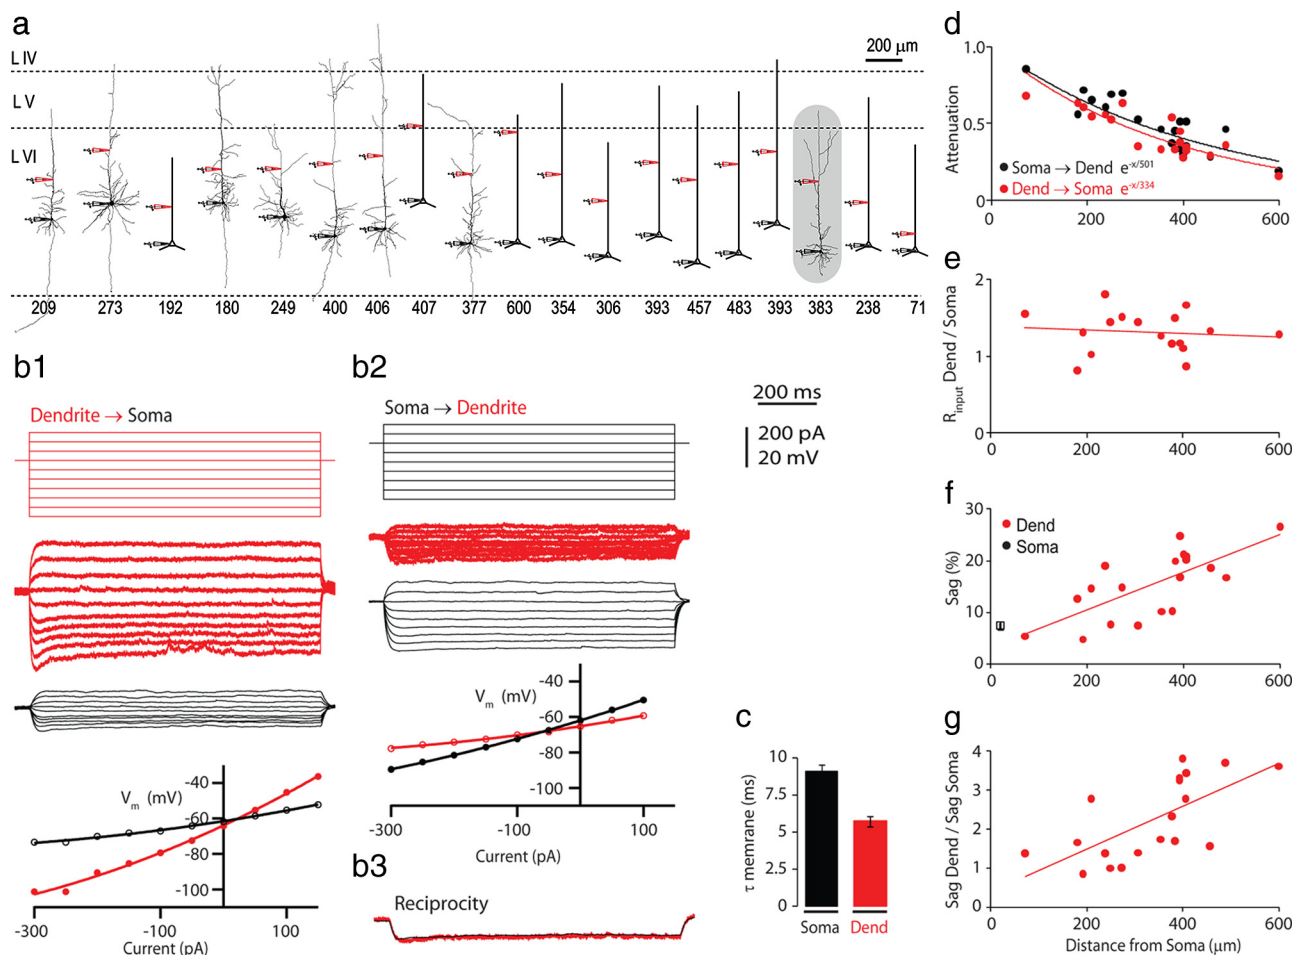 a
200 µm
L IV
L V
L VI
209 273 192 180 249 400 406 407 377 600 354 306 393 457 483 393 383 238 71
b1
Dendrite → Soma
Vm (mV)
-40
-60
-80
-100
-300 -100 100
Current (pA)
b2
Soma → Dendrite
200 ms
200 pA
20 mV
Vm (mV)
-40
-60
-80
-100
-300 -100 100
Current (pA)
b3
Reciprocity
c
τ memrane (ms)
10
7.5
5
2.5
0
Soma Dend
d
Attenuation
1.0
0.5
0
Soma → Dend e-x/501
Dend → Soma e-x/334
0 200 400 600
e
Rinput Dend / Soma
2
1
0
0 200 400 600
f
Sag (%)
30
20
10
0
Dend
Soma
0 200 400 600
g
Sag Dend / Sag Soma
4
3
2
1
0
0 200 400 600
Distance from Soma (µm)